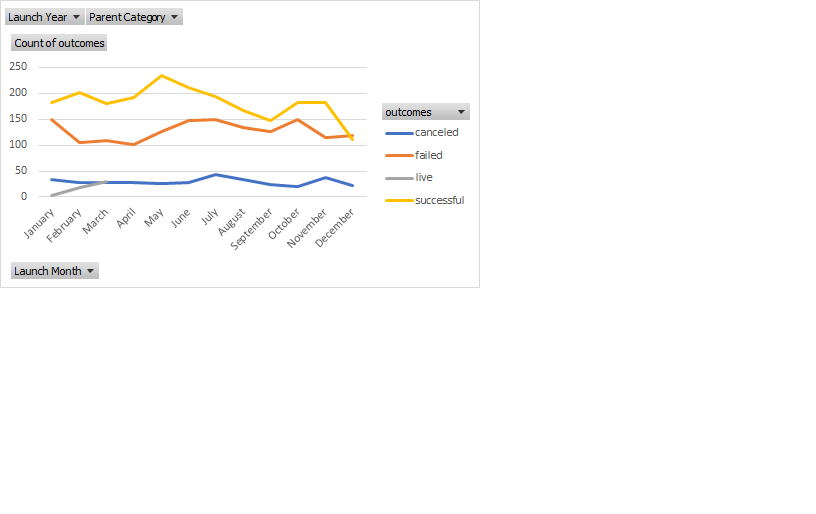 Launch Year Parent Category
Count of outcomes
250
200
150
100
50
0
January February March April May June July August September October November December
outcomes
canceled
failed
live
successful
Launch Month